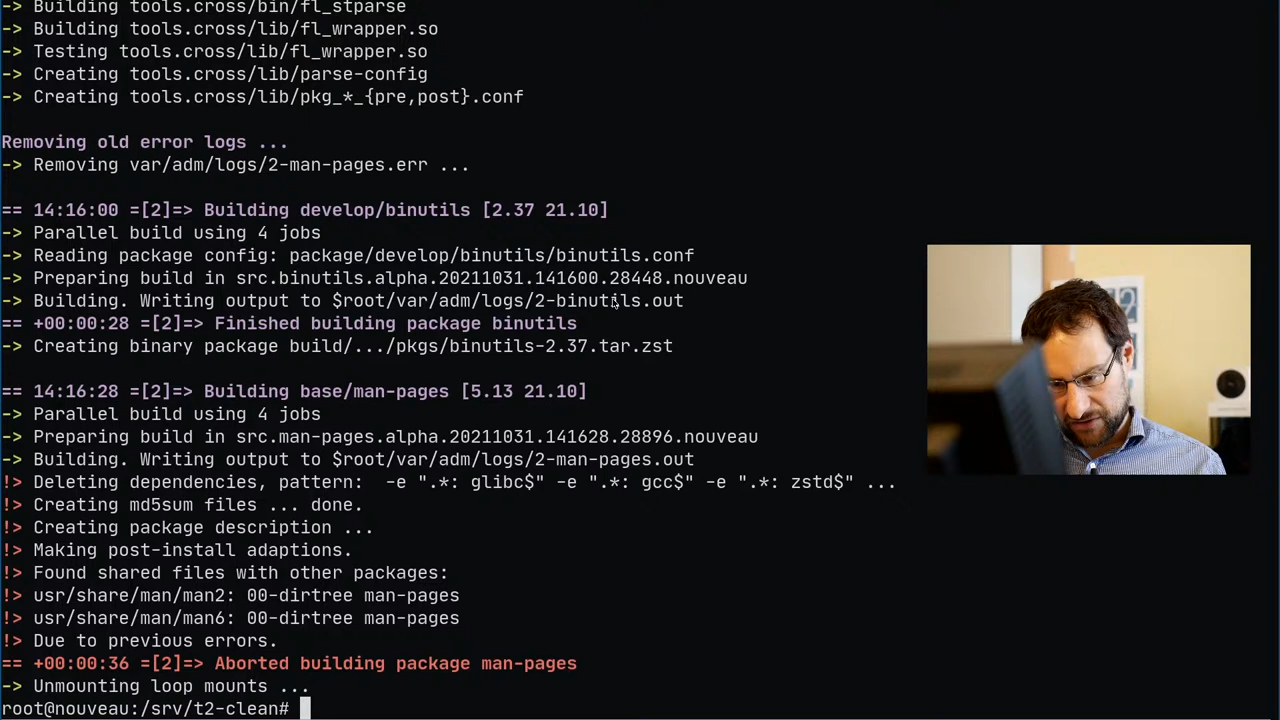 -> Building tools.cross/bin/fl_stparse
-> Building tools.cross/lib/fl_wrapper.so
-> Testing tools.cross/lib/fl_wrapper.so
-> Creating tools.cross/lib/parse-config
-> Creating tools.cross/lib/pkg_*_{pre,post}.conf
Removing old error logs ...
-> Removing var/adm/logs/2-man-pages.err ...
== 14:16:00 =[2]=> Building develop/binutils [2.37 21.10]
-> Parallel build using 4 jobs
-> Reading package config: package/develop/binutils/binutils.conf
-> Preparing build in src.binutils.alpha.20211031.141600.28448.nouveau
-> Building. Writing output to $root/var/adm/logs/2-binutils.out
== +00:00:28 =[2]=> Finished building package binutils
-> Creating binary package build/.../pkgs/binutils-2.37.tar.zst
== 14:16:28 =[2]=> Building base/man-pages [5.13 21.10]
-> Parallel build using 4 jobs
-> Preparing build in src.man-pages.alpha.20211031.141628.28896.nouveau
-> Building. Writing output to $root/var/adm/logs/2-man-pages.out
!> Deleting dependencies, pattern:  -e ".*: glibc$" -e ".*: gcc$" -e ".*: zstd$" ...
!> Creating md5sum files ... done.
!> Creating package description ...
!> Making post-install adaptions.
!> Found shared files with other packages:
!> usr/share/man/man2: 00-dirtree man-pages
!> usr/share/man/man6: 00-dirtree man-pages
!> Due to previous errors.
== +00:00:36 =[2]=> Aborted building package man-pages
-> Unmounting loop mounts ...
root@nouveau:/srv/t2-clean#